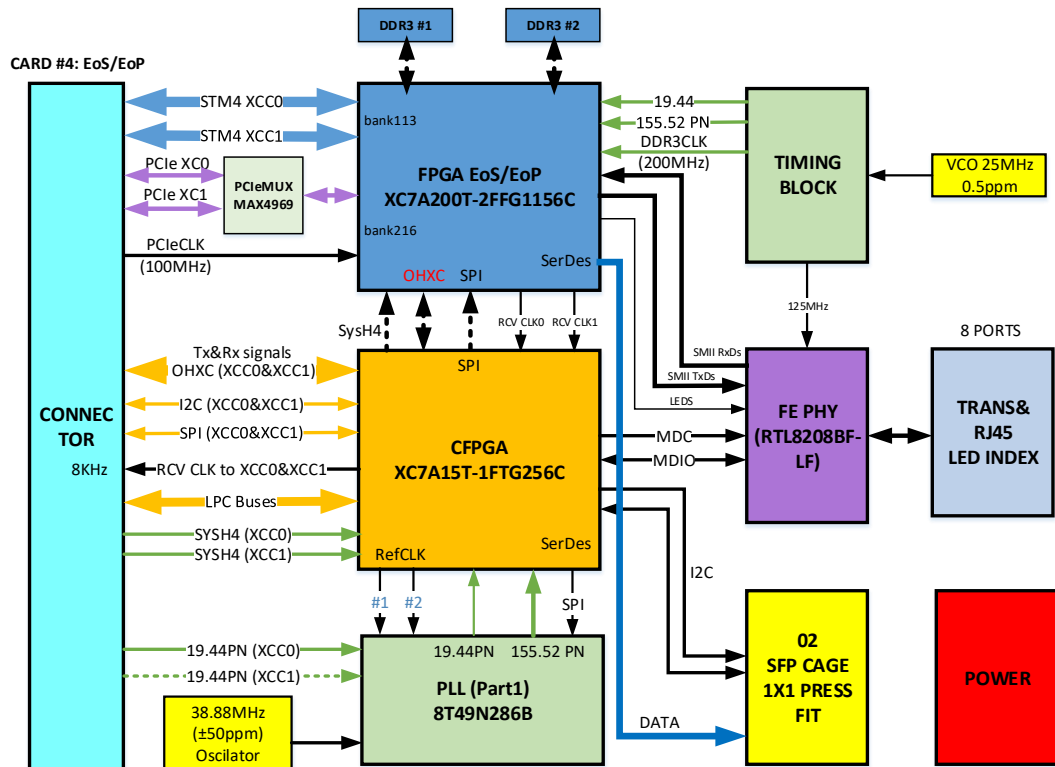 DDR3 #1
DDR3 #2
CARD #4: EoS/EoP
STM4 XCC0
STM4 XCC1
PCIe XC0
PCIe XC1
PCIeMUX
MAX4969
PCIeCLK
(100MHz)
bank113
FPGA EoS/EoP
XC7A200T-2FFG1156C
bank216
SerDes
OHXC
SPI
19.44
155.52 PN
DDR3CLK
(200MHz)
TIMING
BLOCK
VCO 25MHz
0.5ppm
SysH4
RCV CLK0
RCV CLK1
125MHz
8 PORTS
Tx&Rx signals
OHXC (XCC0&XCC1)
I2C (XCC0&XCC1)
SPI (XCC0&XCC1)
RCV CLK to XCC0&XCC1
LPC Buses
SYSH4 (XCC0)
SYSH4 (XCC1)
CONNEC
TOR
8KHz
SPI
CFPGA
XC7A15T-1FTG256C
SerDes
RefCLK
SMII RxDs
SMII TxDs
LEDS
MDC
MDIO
FE PHY
(RTL8208BF-
LF)
TRANS&
RJ45
LED INDEX
I2C
#1
#2
SPI
19.44PN (XCC0)
19.44PN (XCC1)
19.44PN
155.52 PN
PLL (Part1)
8T49N286B
38.88MHz
(±50ppm)
Oscilator
DATA
02
SFP CAGE
1X1 PRESS
FIT
POWER